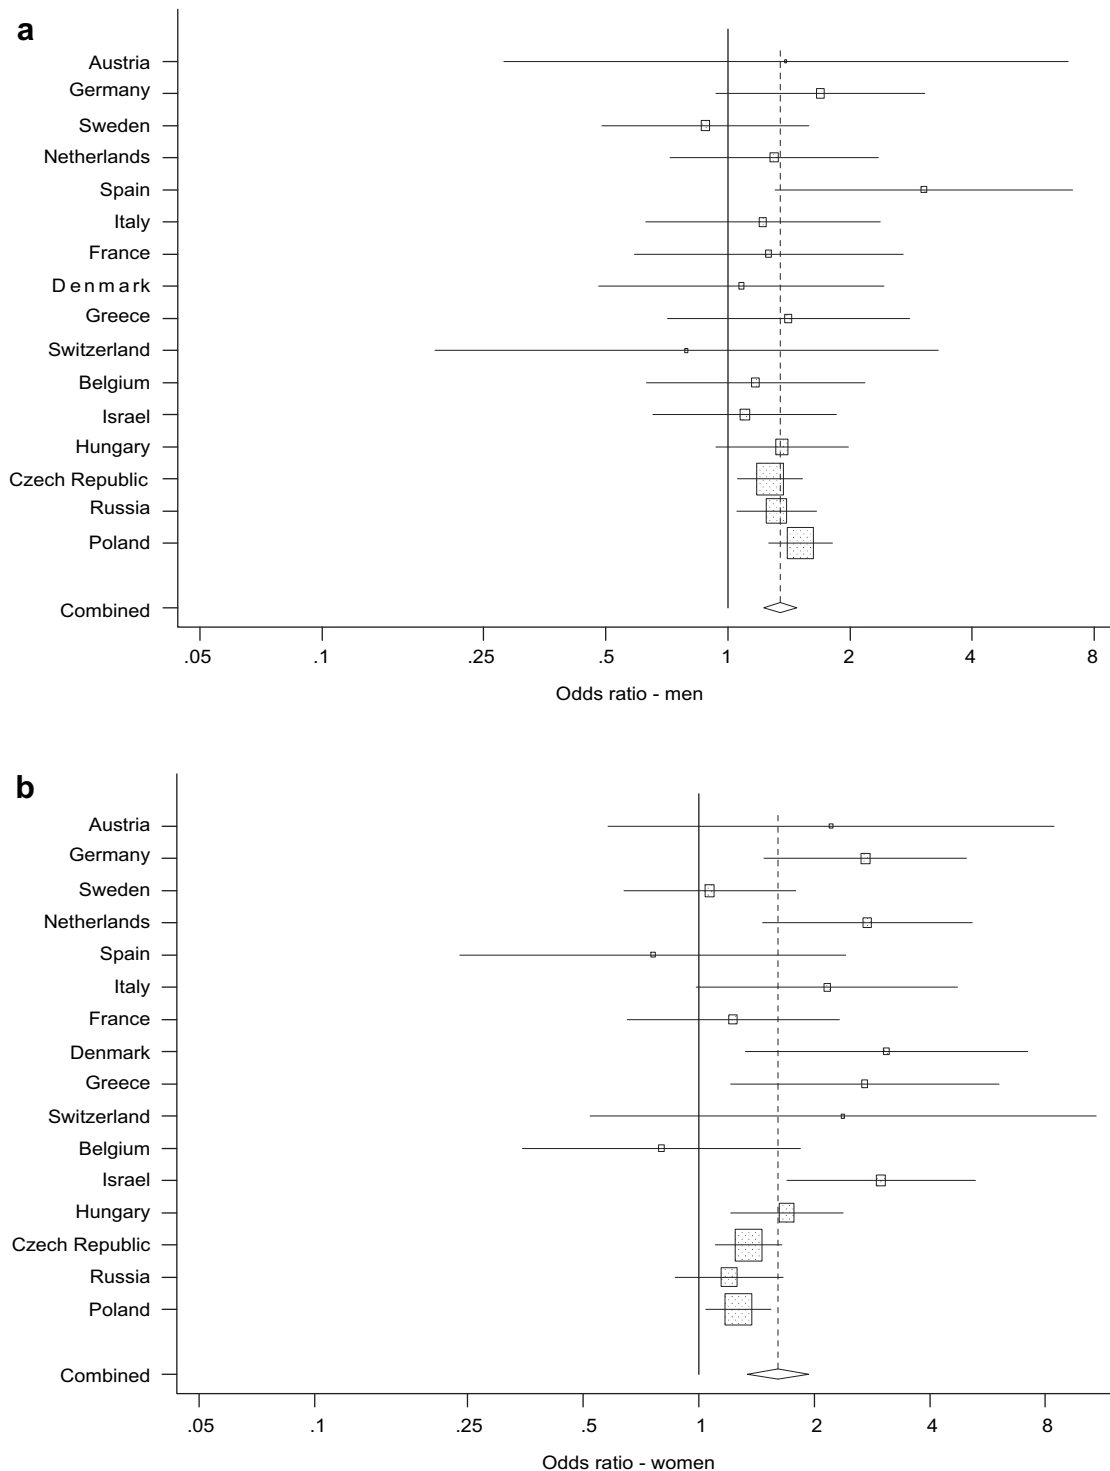 a
Austria
Germany
Sweden
Netherlands
Spain
Italy
France
Denmark
Greece
Switzerland
Belgium
Israel
Hungary
Czech Republic
Russia
Poland
Combined
.05 .1 .25 .5 1 2 4 8
Odds ratio - men
b
Austria
Germany
Sweden
Netherlands
Spain
Italy
France
Denmark
Greece
Switzerland
Belgium
Israel
Hungary
Czech Republic
Russia
Poland
Combined
.05 .1 .25 .5 1 2 4 8
Odds ratio - women